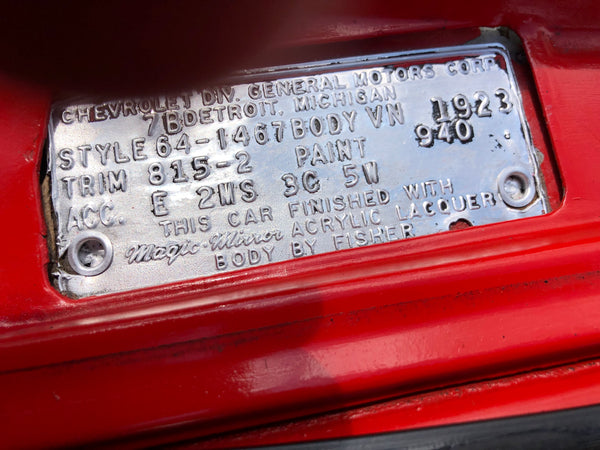 CHEVROLET DIV. GENERAL MOTORS CORP.
7B DETROIT, MICHIGAN
STYLE 64-1467 BODY VN 1923
TRIM 815-2 PAINT 940
ACC. E 2WS 3G 5W
THIS CAR FINISHED WITH
Magic-Mirror ACRYLIC LACQUER
BODY BY FISHER